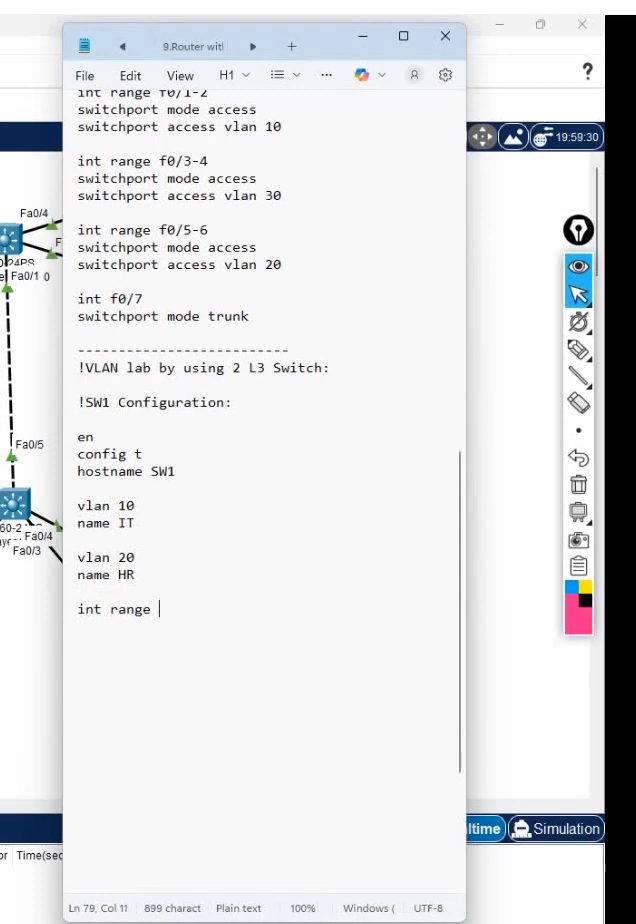 9.Router witl
File Edit View H1 ...
int range f0/1-2
switchport mode access
switchport access vlan 10
int range f0/3-4
switchport mode access
switchport access vlan 30
int range f0/5-6
switchport mode access
switchport access vlan 20
int f0/7
switchport mode trunk
--------------------------
!VLAN lab by using 2 L3 Switch:
!SW1 Configuration:
en
config t
hostname SW1
vlan 10
name IT
vlan 20
name HR
int range
Ln 79, Col 11 899 charact Plain text 100% Windows ( UTF-8
?
19:59:30
Fa0/4
F
Fa0/1 0
Fa0/5
Fa0/4
Fa0/3
ltime Simulation
or Time(sec